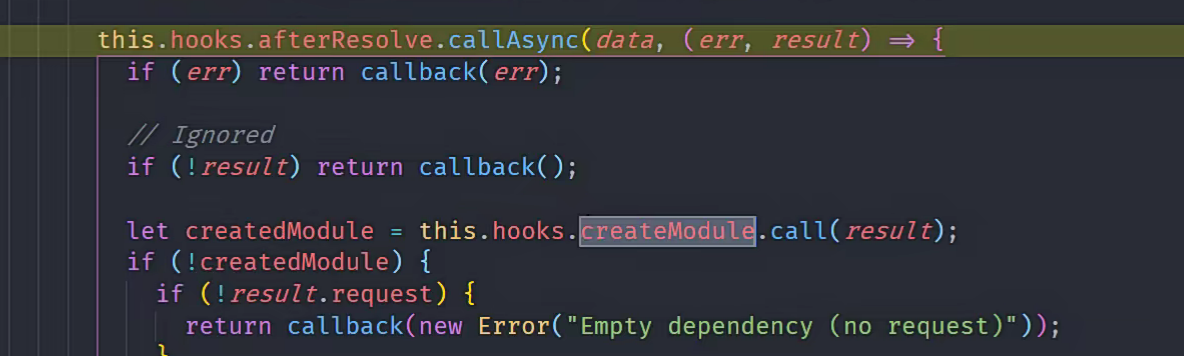 this.hooks.afterResolve.callAsync(data, (err, result) => {
if (err) return callback(err);
// Ignored
if (!result) return callback();
let createdModule = this.hooks.createModule.call(result);
if (!createdModule) {
if (!result.request) {
return callback(new Error("Empty dependency (no request)"));
}